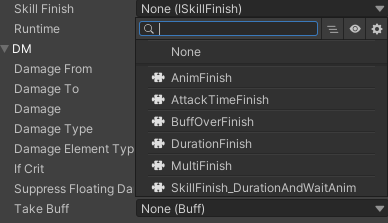 Skill Finish None (ISkillFinish)
Runtime
DM None
Damage From AnimFinish
Damage To AttackTimeFinish
Damage BuffOverFinish
Damage Type DurationFinish
Damage Element Typ MultiFinish
If Crit
Suppress Floating Da SkillFinish_DurationAndWaitAnim
Take Buff None (Buff)